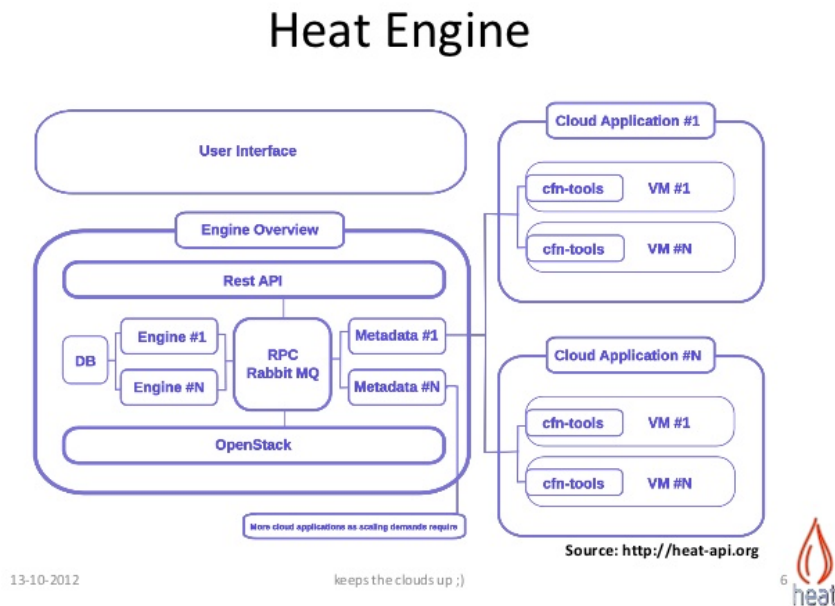 Heat Engine
User Interface
Engine Overview
Rest API
DB
Engine #1
Engine #N
RPC
Rabbit MQ
Metadata #1
Metadata #N
OpenStack
More cloud applications as scaling demands require
Cloud Application #1
cfn-tools VM #1
cfn-tools VM #N
Cloud Application #N
cfn-tools VM #1
cfn-tools VM #N
Source: http://heat-api.org
13-10-2012
keeps the clouds up ;)
6
heat